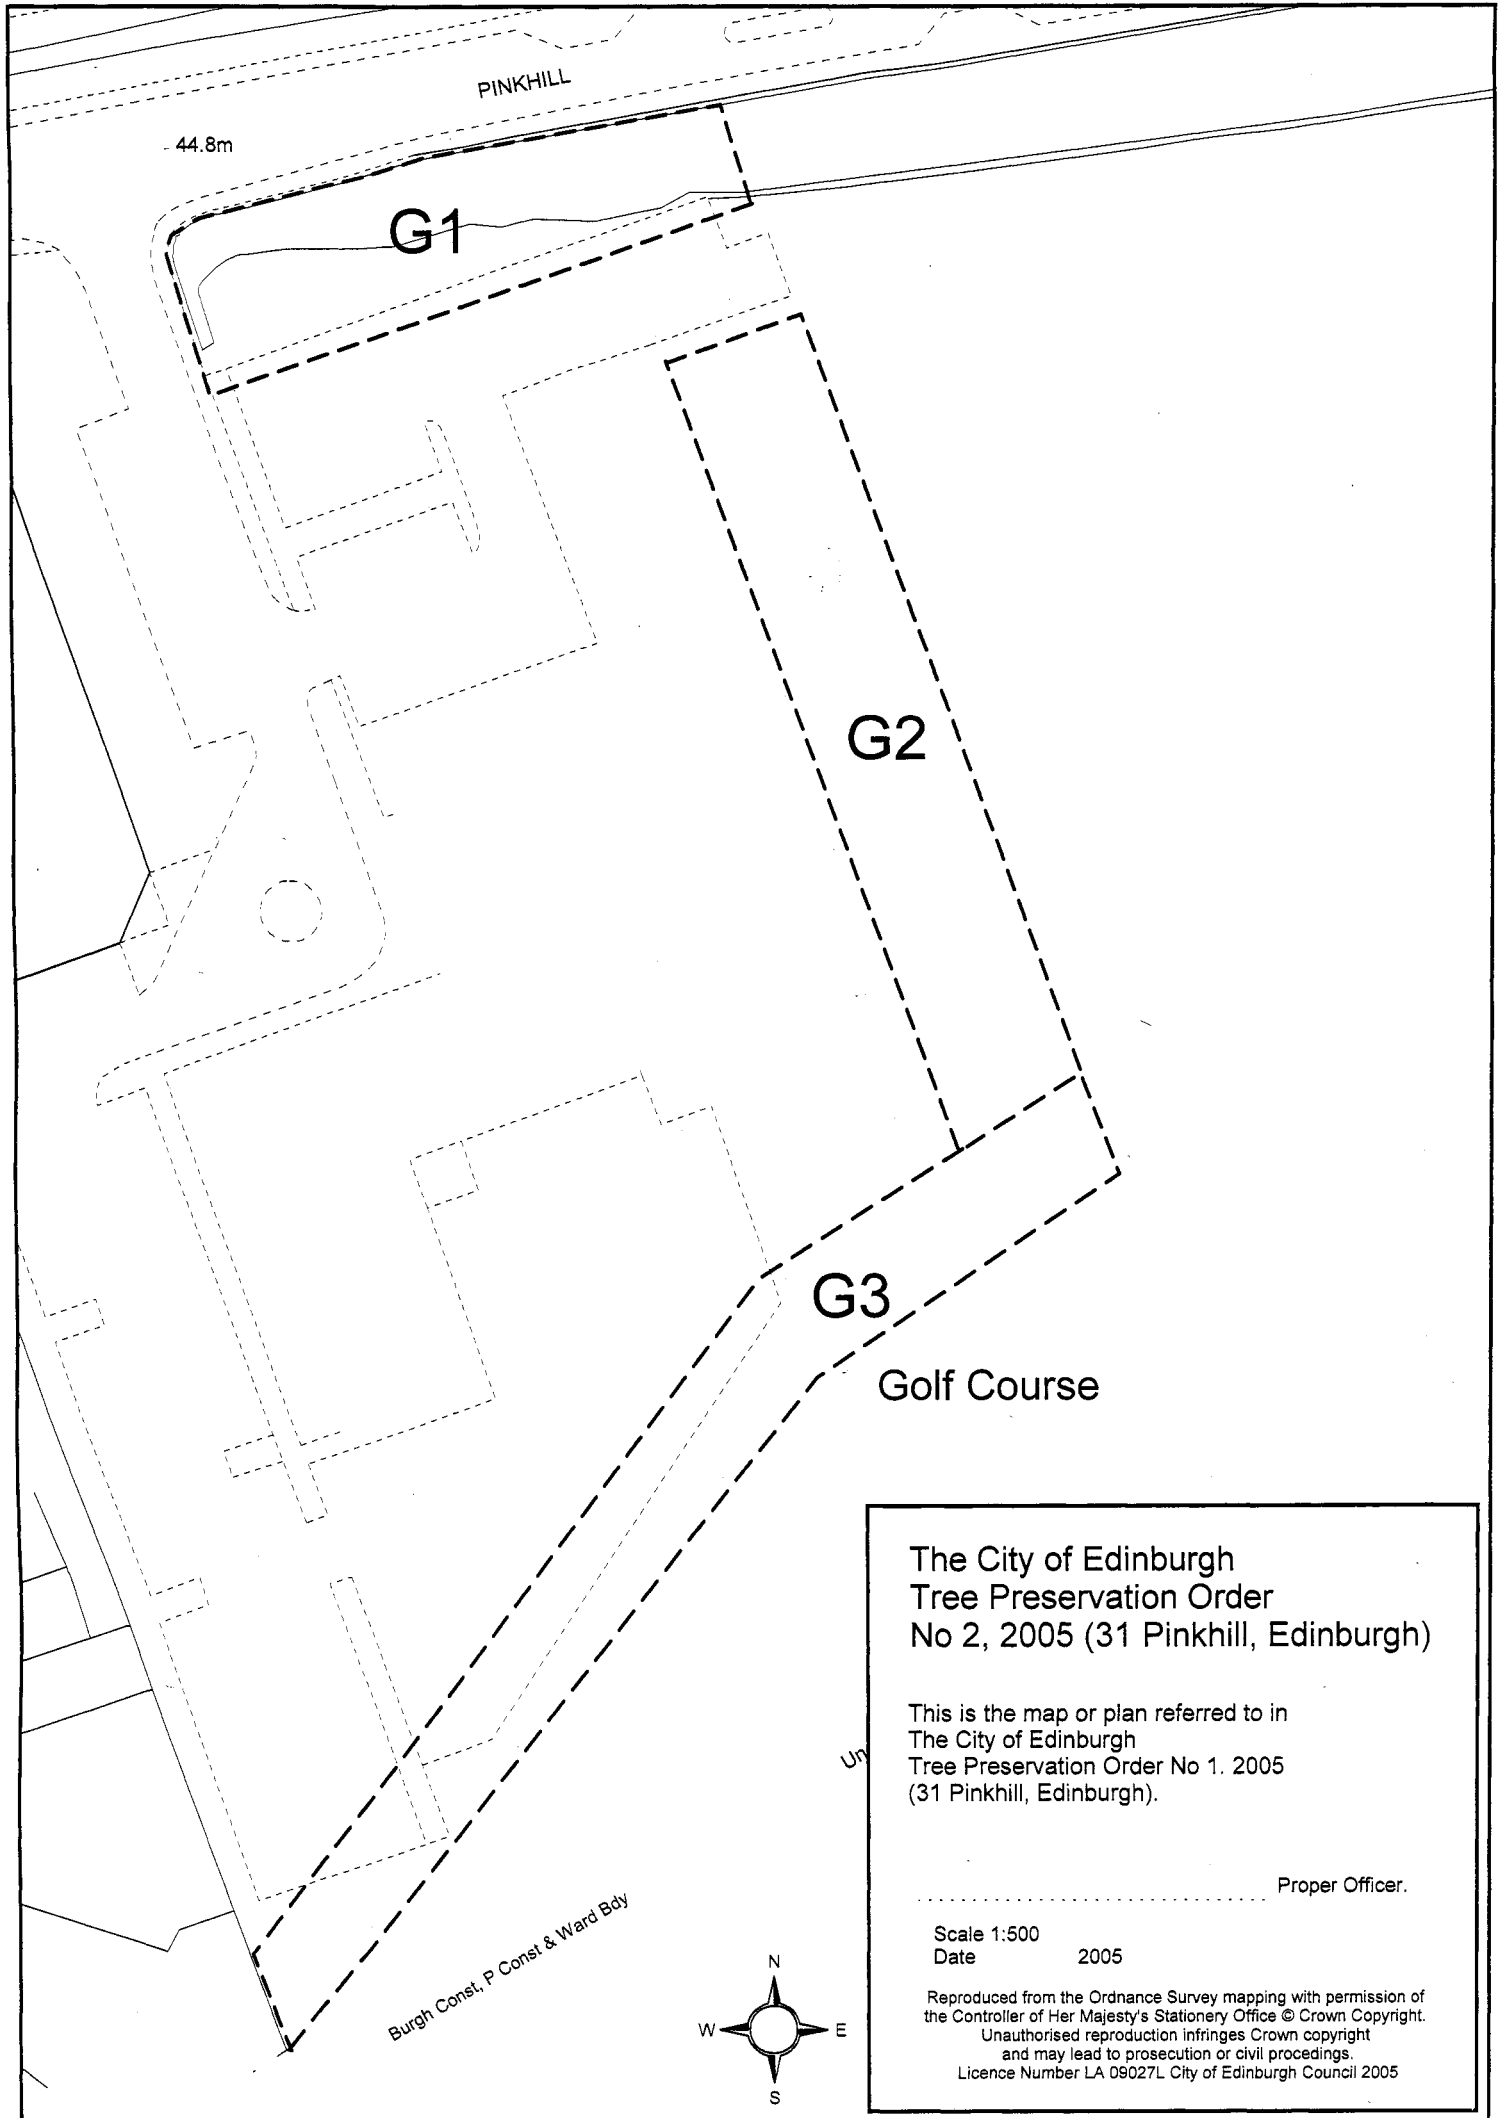 PINKHILL
44.8m
G1
G2
G3
Golf Course
The City of Edinburgh
Tree Preservation Order
No 2, 2005 (31 Pinkhill, Edinburgh)
This is the map or plan referred to in
The City of Edinburgh
Tree Preservation Order No 1. 2005
(31 Pinkhill, Edinburgh).
Un
Proper Officer.
Burgh Const, P Const & Ward Bdy
Scale 1:500
Date 2005
N
W E
S
Reproduced from the Ordnance Survey mapping with permission of
the Controller of Her Majesty's Stationery Office © Crown Copyright.
Unauthorised reproduction infringes Crown copyright
and may lead to prosecution or civil procedings.
Licence Number LA 09027L City of Edinburgh Council 2005